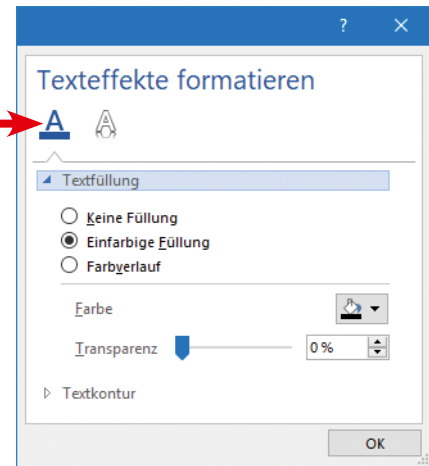 ?
Texteffekte formatieren
A A
Textfüllung
Keine Füllung
Einfarbige Füllung
Farbverlauf
Farbe
Transparenz 0 %
Textkontur
OK